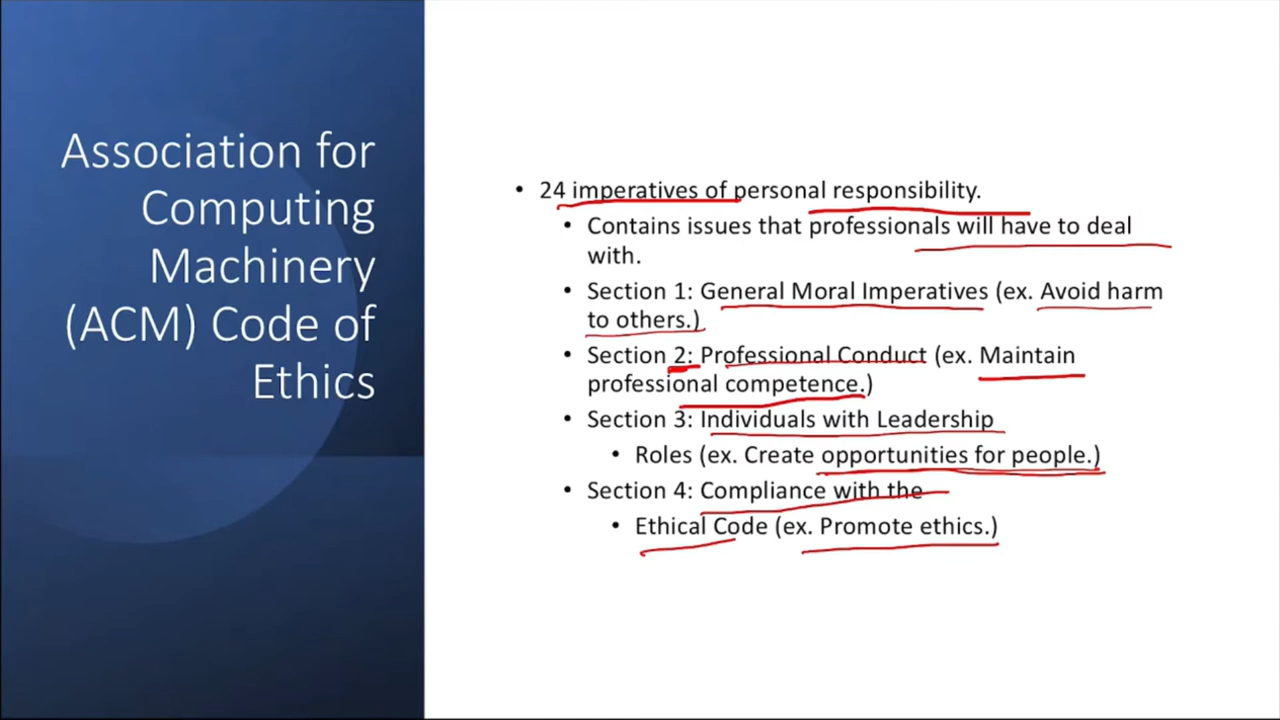 Association for
Computing
Machinery
(ACM) Code of
Ethics
• 24 imperatives of personal responsibility.
• Contains issues that professionals will have to deal
with.
• Section 1: General Moral Imperatives (ex. Avoid harm
to others.)
• Section 2: Professional Conduct (ex. Maintain
professional competence.)
• Section 3: Individuals with Leadership
• Roles (ex. Create opportunities for people.)
• Section 4: Compliance with the
• Ethical Code (ex. Promote ethics.)